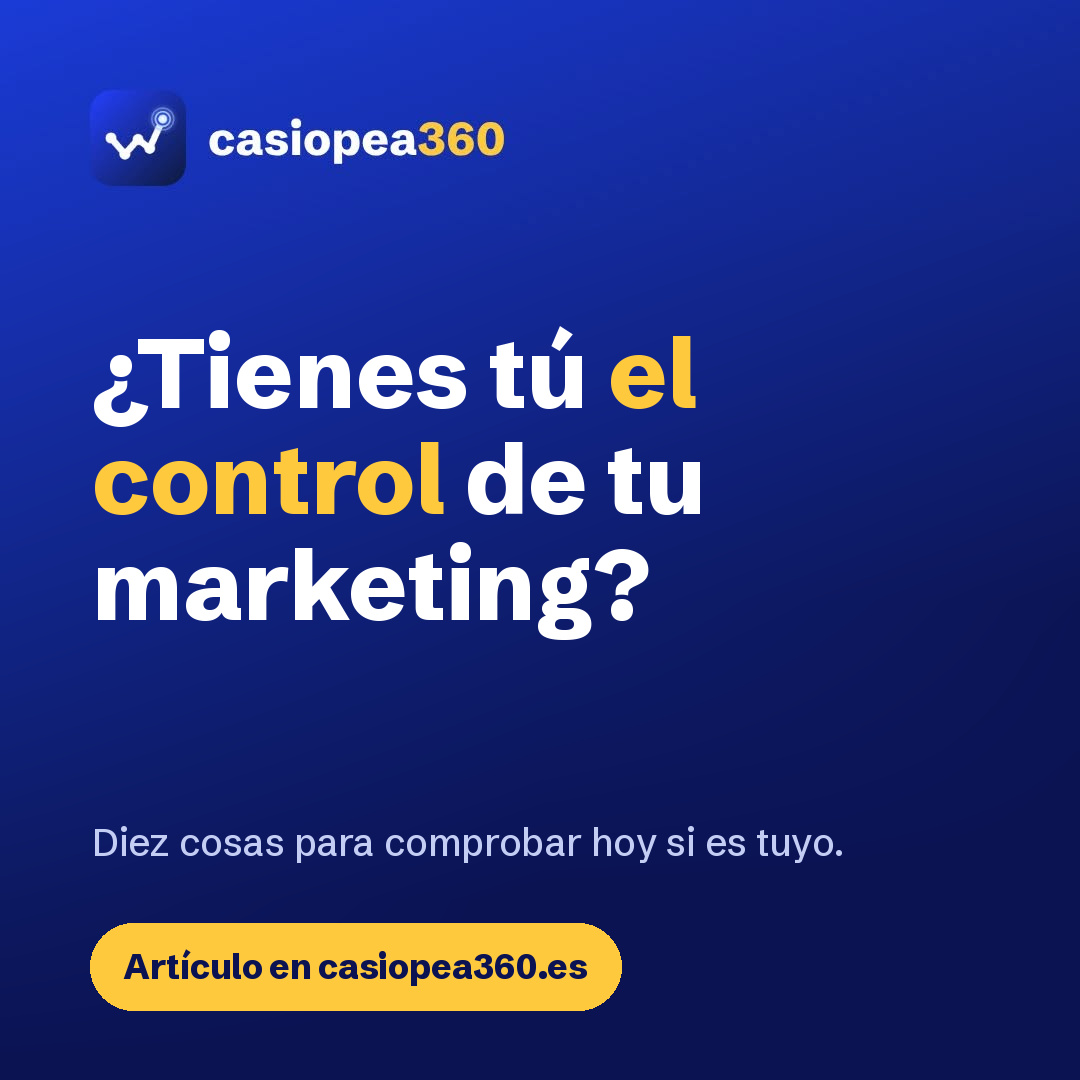 casiopea360
¿Tienes tú el
control de tu
marketing?
Diez cosas para comprobar hoy si es tuyo.
Artículo en casiopea360.es